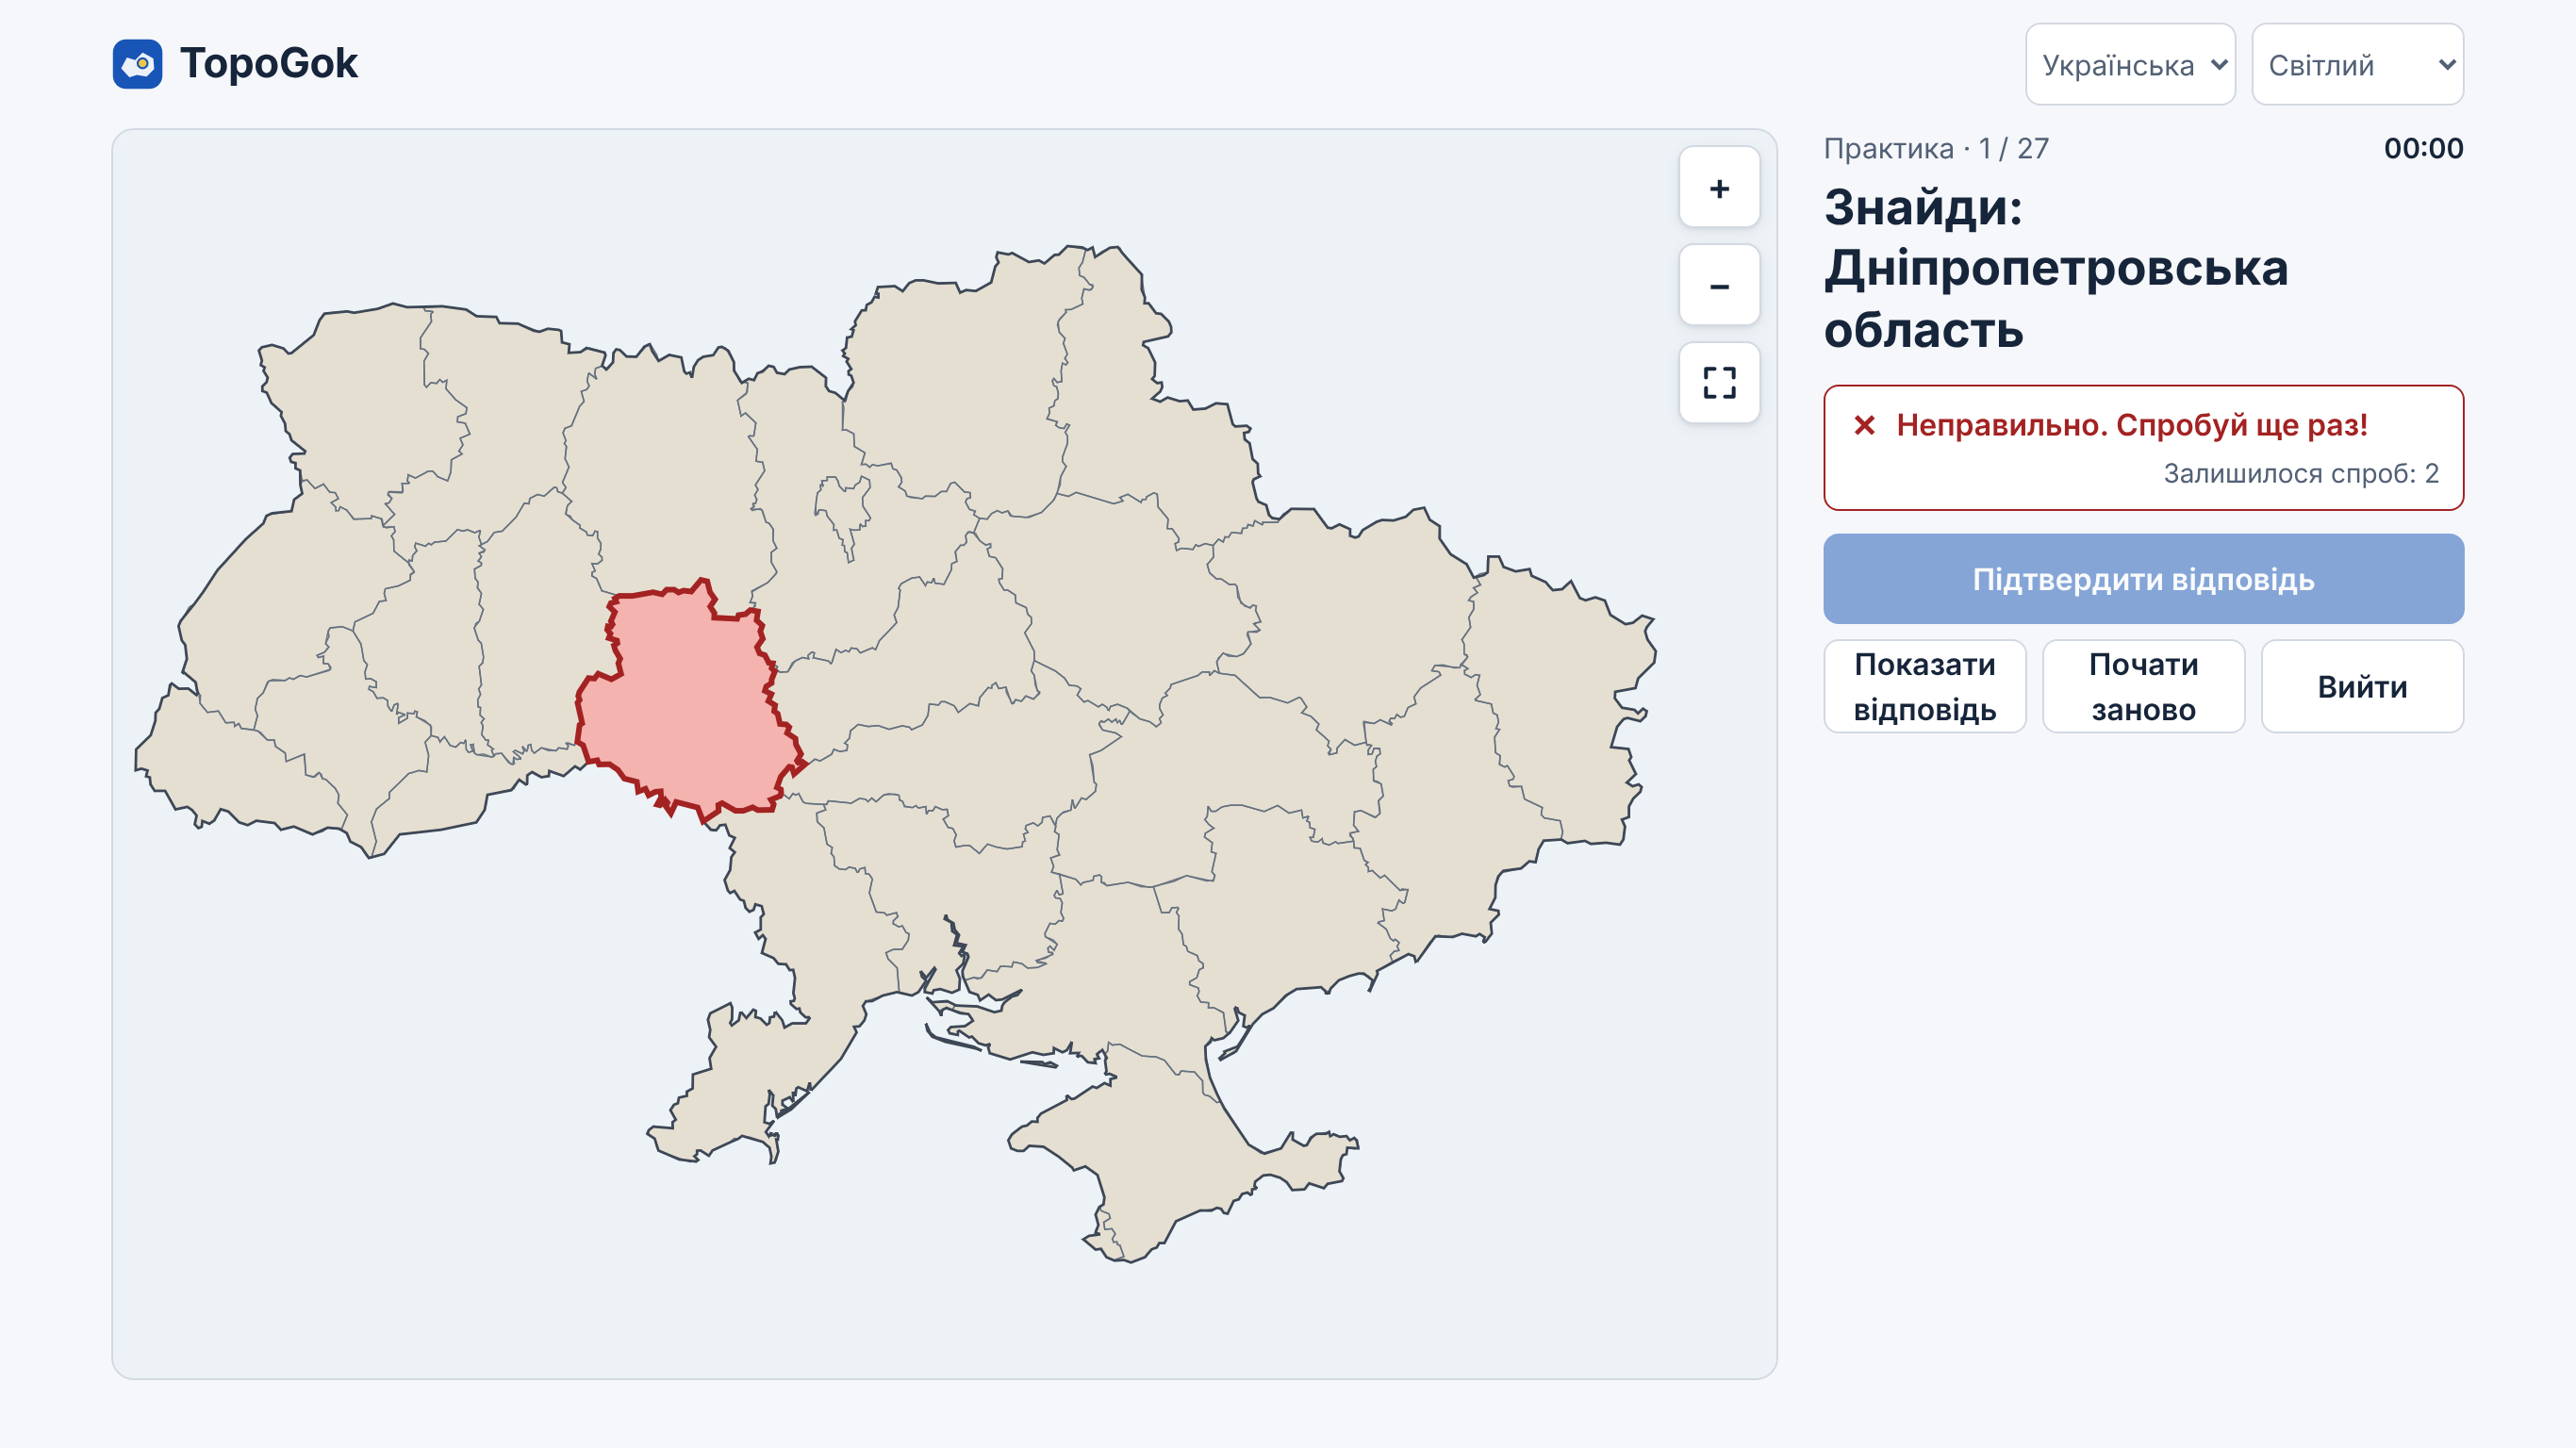 TopoGok
Українська
Світлий
+
−
Практика · 1 / 27
00:00
Знайди:
Дніпропетровська
область
✕ Неправильно. Спробуй ще раз!
Залишилося спроб: 2
Підтвердити відповідь
Показати
відповідь
Почати
заново
Вийти